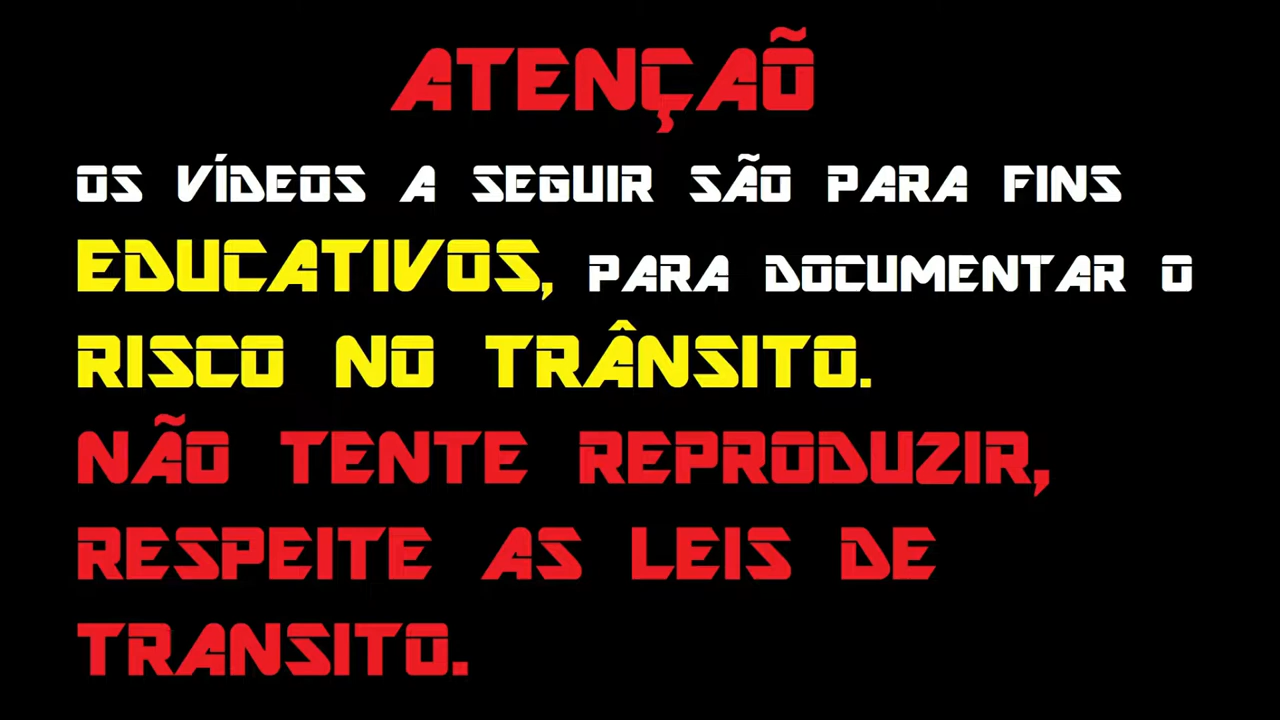 ATENÇAÕ
OS VÍDEOS A SEGUIR SÃO PARA FINS
EDUCATIVOS, PARA DOCUMENTAR O
RISCO NO TRÂNSITO.
NÃO TENTE REPRODUZIR,
RESPEITE AS LEIS DE
TRANSITO.